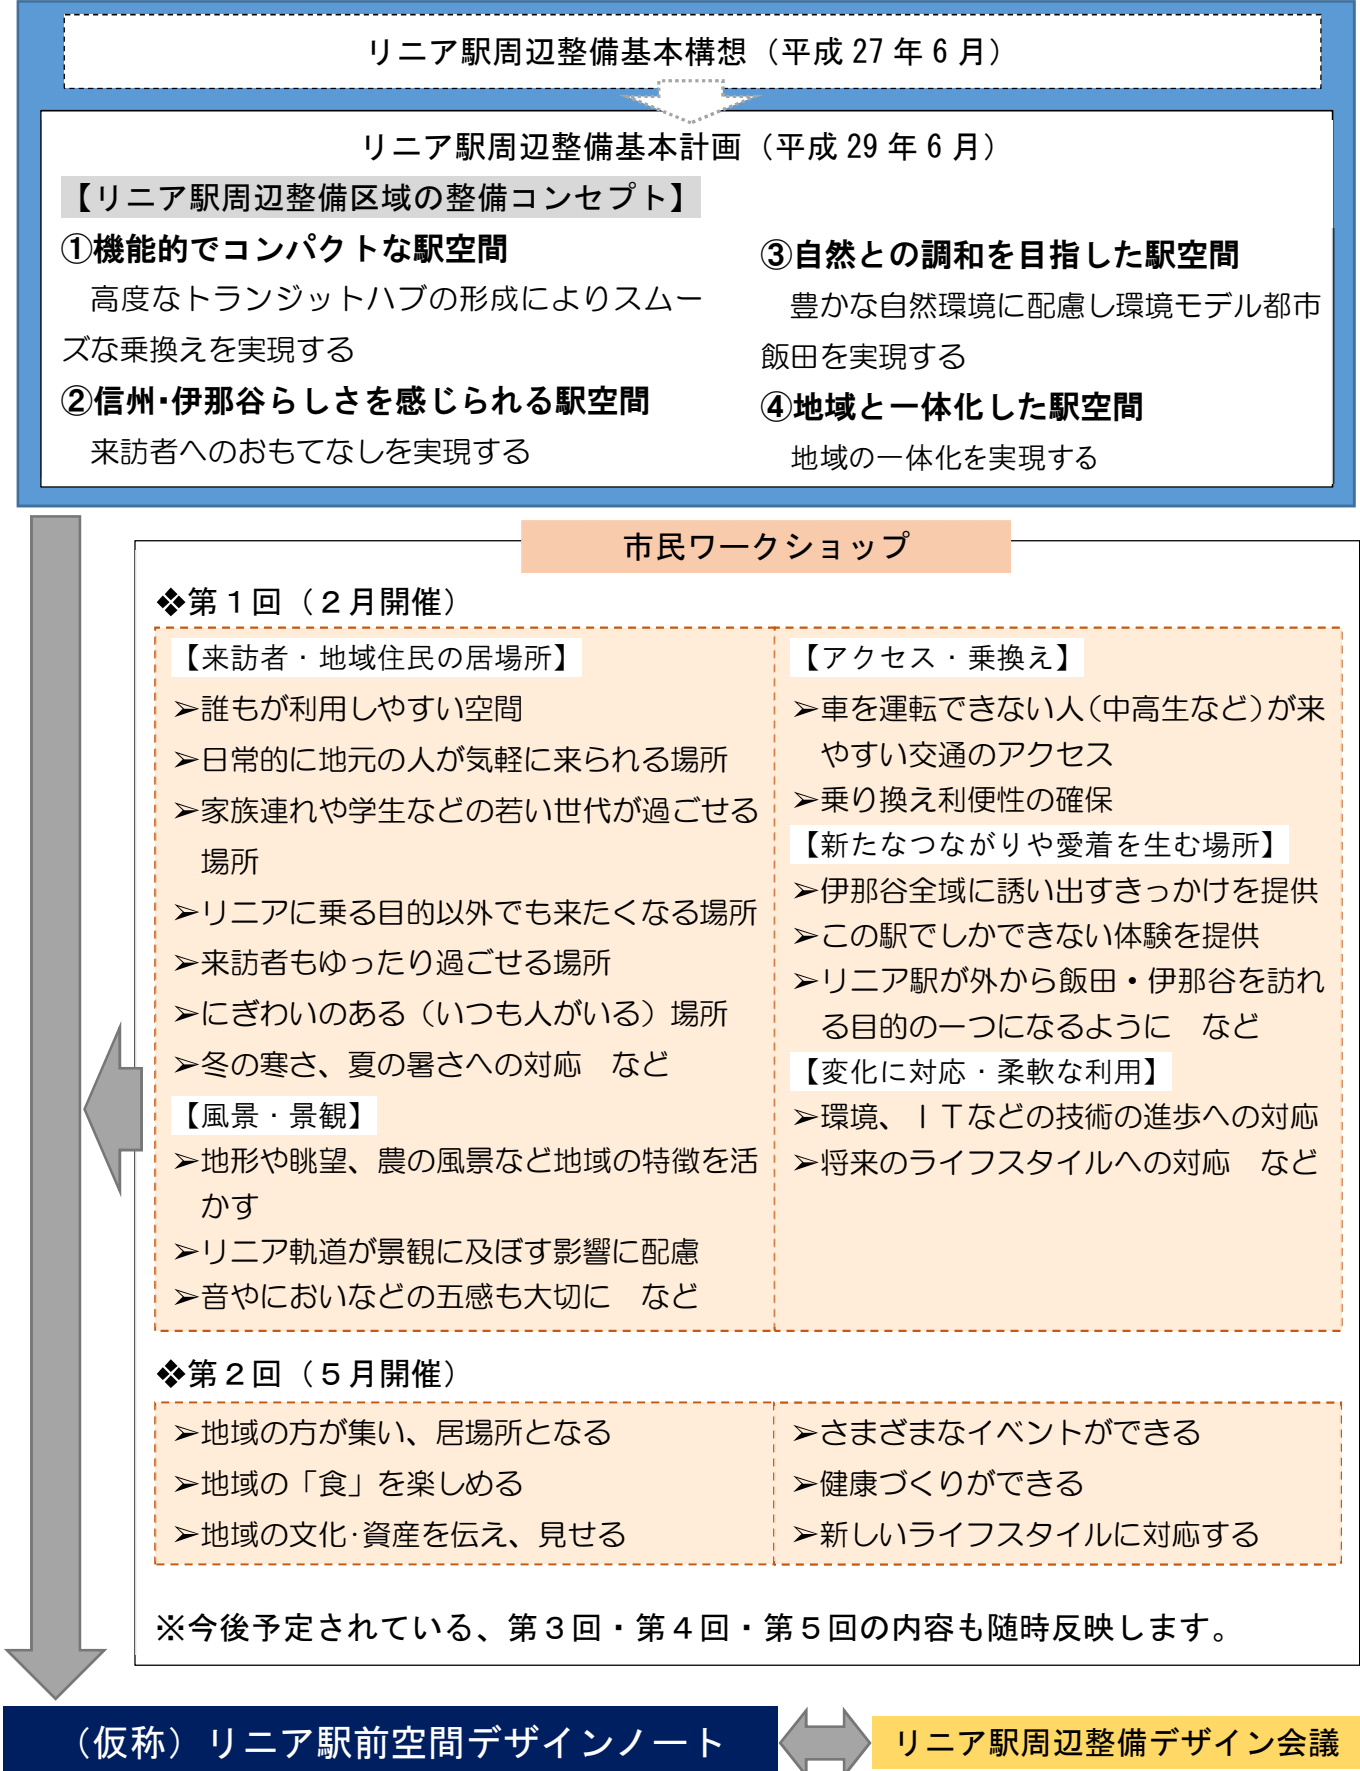 リニア駅周辺整備基本構想（平成27年6月）
リニア駅周辺整備基本計画（平成29年6月）
【リニア駅周辺整備区域の整備コンセプト】
①機能的でコンパクトな駅空間
高度なトランジットハブの形成によりスムー
ズな乗換えを実現する
②信州・伊那谷らしさを感じられる駅空間
来訪者へのおもてなしを実現する
③自然との調和を目指した駅空間
豊かな自然環境に配慮し環境モデル都市
飯田を実現する
④地域と一体化した駅空間
地域の一体化を実現する
市民ワークショップ
❖第１回（２月開催）
【来訪者・地域住民の居場所】
➢誰もが利用しやすい空間
➢日常的に地元の人が気軽に来られる場所
➢家族連れや学生などの若い世代が過ごせる
場所
➢リニアに乗る目的以外でも来たくなる場所
➢来訪者もゆったり過ごせる場所
➢にぎわいのある（いつも人がいる）場所
➢冬の寒さ、夏の暑さへの対応　など
【風景・景観】
➢地形や眺望、農の風景など地域の特徴を活
かす
➢リニア軌道が景観に及ぼす影響に配慮
➢音やにおいなどの五感も大切に　など
【アクセス・乗換え】
➢車を運転できない人（中高生など）が来
やすい交通のアクセス
➢乗り換え利便性の確保
【新たなつながりや愛着を生む場所】
➢伊那谷全域に誘い出すきっかけを提供
➢この駅でしかできない体験を提供
➢リニア駅が外から飯田・伊那谷を訪れ
る目的の一つになるように　など
【変化に対応・柔軟な利用】
➢環境、ＩＴなどの技術の進歩への対応
➢将来のライフスタイルへの対応　など
❖第２回（５月開催）
➢地域の方が集い、居場所となる
➢地域の「食」を楽しめる
➢地域の文化・資産を伝え、見せる
➢さまざまなイベントができる
➢健康づくりができる
➢新しいライフスタイルに対応する
※今後予定されている、第３回・第４回・第５回の内容も随時反映します。
（仮称）リニア駅前空間デザインノート
リニア駅周辺整備デザイン会議